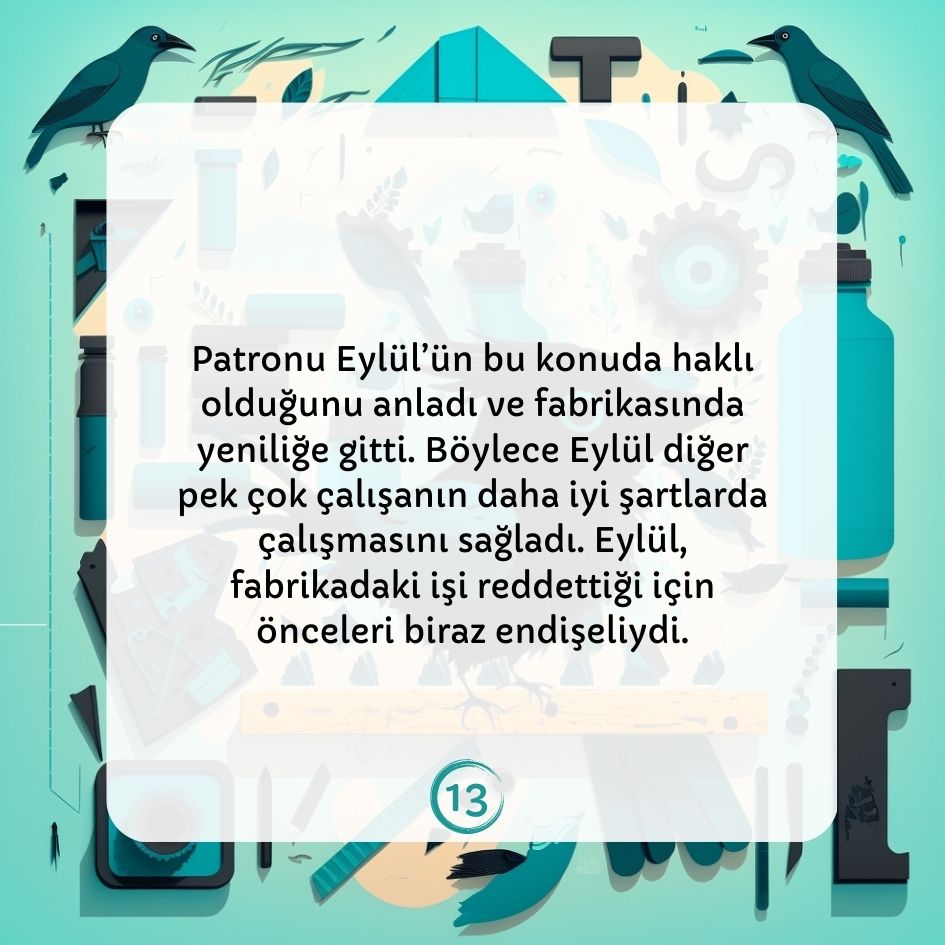 Patronu Eylül’ün bu konuda haklı
olduğunu anladı ve fabrikasında
yeniliğe gitti. Böylece Eylül diğer
pek çok çalışanın daha iyi şartlarda
çalışmasını sağladı. Eylül,
fabrikadaki işi reddettiği için
önceleri biraz endişeliydi.
13